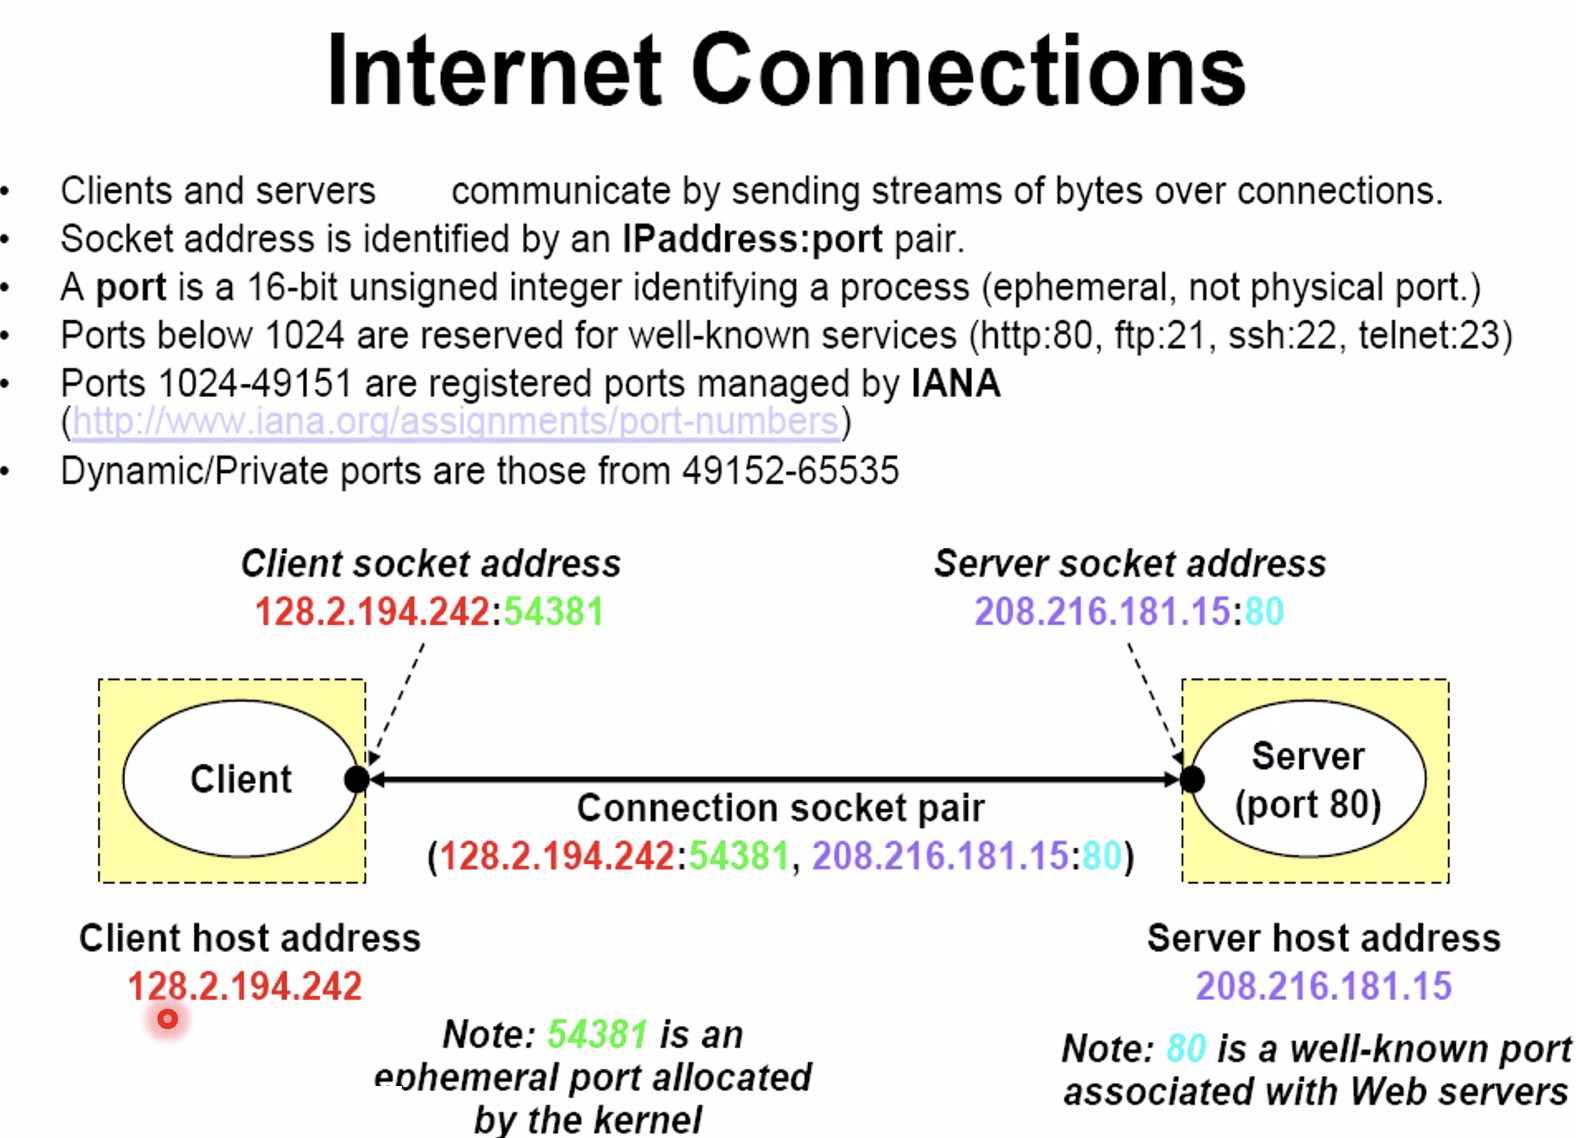 Internet Connections
• Clients and servers communicate by sending streams of bytes over connections.
• Socket address is identified by an IPaddress:port pair.
• A port is a 16-bit unsigned integer identifying a process (ephemeral, not physical port.)
• Ports below 1024 are reserved for well-known services (http:80, ftp:21, ssh:22, telnet:23)
• Ports 1024-49151 are registered ports managed by IANA
(http://www.iana.org/assignments/port-numbers)
• Dynamic/Private ports are those from 49152-65535
Client socket address
128.2.194.242:54381
Server socket address
208.216.181.15:80
Client
Server
(port 80)
Connection socket pair
(128.2.194.242:54381, 208.216.181.15:80)
Client host address
128.2.194.242
Server host address
208.216.181.15
Note: 54381 is an
ephemeral port allocated
by the kernel
Note: 80 is a well-known port
associated with Web servers